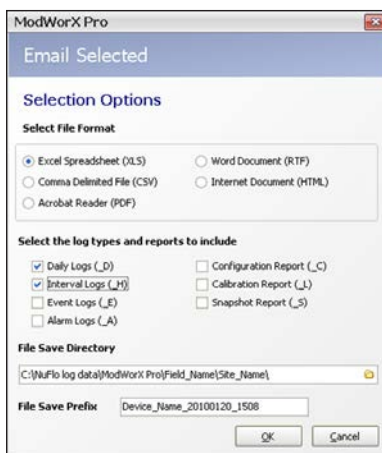 ModWorX Pro
Email Selected
Selection Options
Select File Format
Excel Spreadsheet (XLS) Word Document (RTF)
Comma Delimited File (CSV) Internet Document (HTML)
Acrobat Reader (PDF)
Select the log types and reports to include
Daily Logs (_D) Configuration Report (_C)
Interval Logs (_H) Calibration Report (_L)
Event Logs (_E) Snapshot Report (_S)
Alarm Logs (_A)
File Save Directory
C:\NuFlo log data\ModWorX Pro\Field_Name\Site_Name\
File Save Prefix Device_Name_20100120_1508
OK Cancel